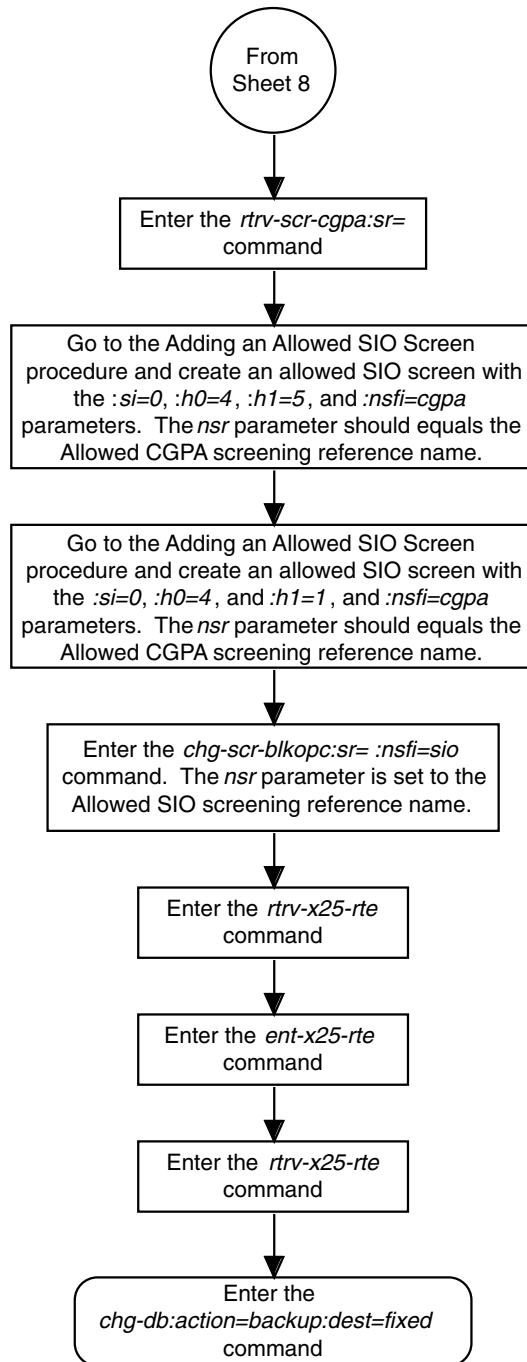 From
Sheet 8
Enter the rtrv-scr-cgpa:sr=
command
Go to the Adding an Allowed SIO Screen
procedure and create an allowed SIO screen with
the :si=0, :h0=4, :h1=5, and :nsfi=cgpa
parameters. The nsr parameter should equals the
Allowed CGPA screening reference name.
Go to the Adding an Allowed SIO Screen
procedure and create an allowed SIO screen with
the :si=0, :h0=4, and :h1=1, and :nsfi=cgpa
parameters. The nsr parameter should equals the
Allowed CGPA screening reference name.
Enter the chg-scr-blkopc:sr= :nsfi=sio
command. The nsr parameter is set to the
Allowed SIO screening reference name.
Enter the rtrv-x25-rte
command
Enter the ent-x25-rte
command
Enter the rtrv-x25-rte
command
Enter the
chg-db:action=backup:dest=fixed
command